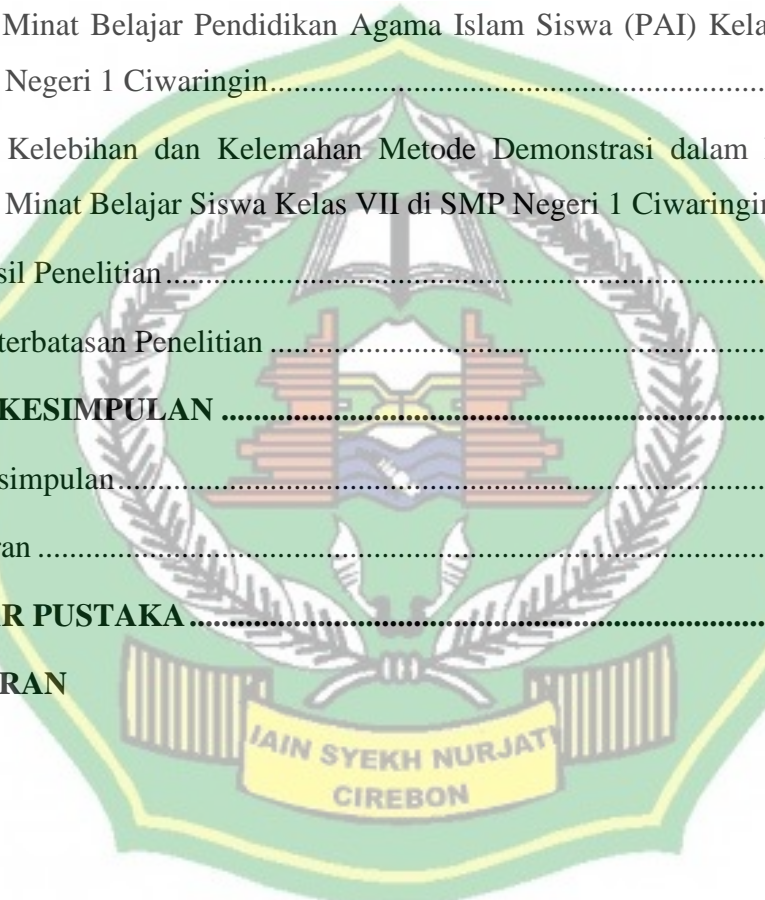 Minat Belajar Pendidikan Agama Islam Siswa (PAI) Kela
Negeri 1 Ciwaringin........................................................................
Kelebihan dan Kelemahan Metode Demonstrasi dalam
Minat Belajar Siswa Kelas VII di SMP Negeri 1 Ciwaringin
sil Penelitian........................................................................
terbatasan Penelitian........................................................................
KESIMPULAN........................................................................
simpulan........................................................................
ran........................................................................
R PUSTAKA........................................................................
RAN
IAIN SYEKH NURJATI
CIREBON